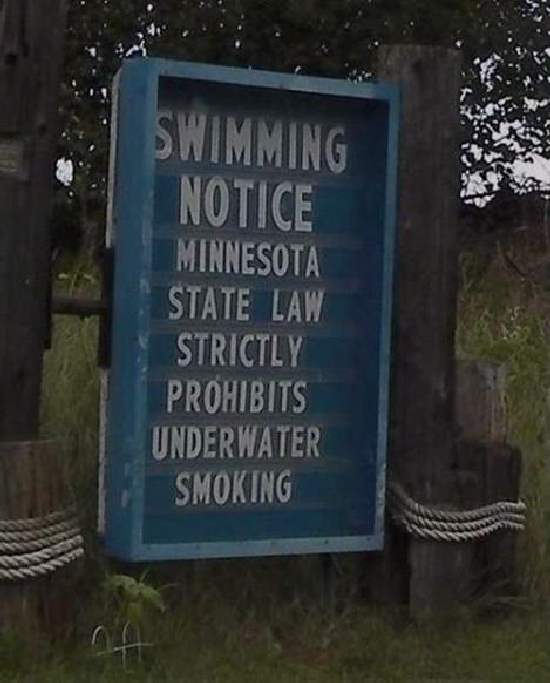 SWIMMING
NOTICE
MINNESOTA
STATE LAW
STRICTLY
PROHIBITS
UNDERWATER
SMOKING